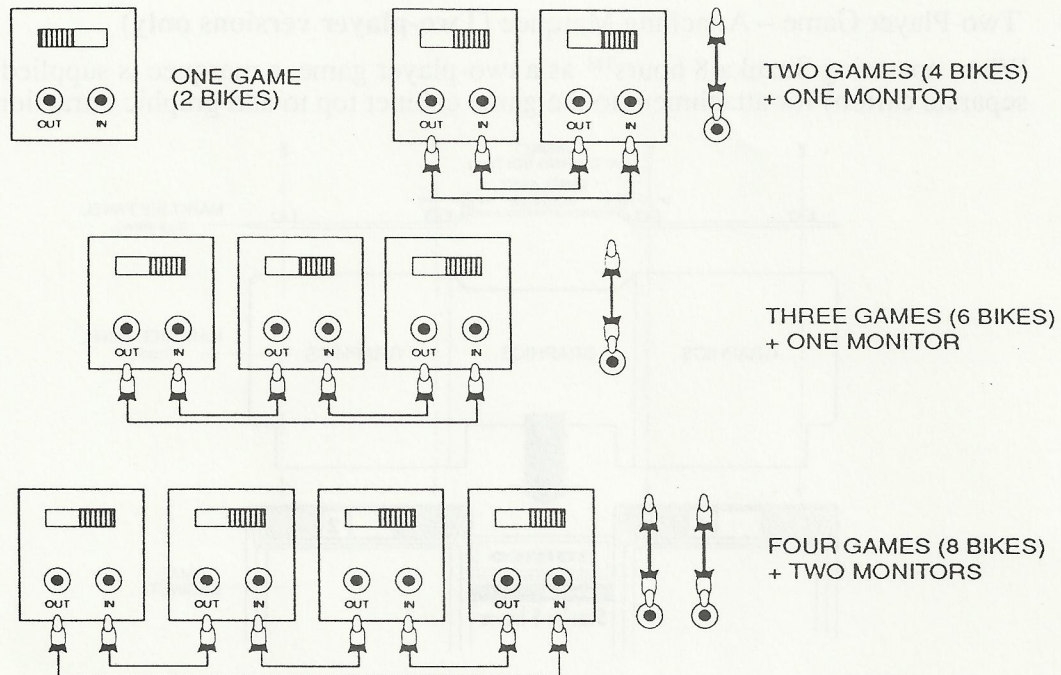 ONE GAME
(2 BIKES)
OUT IN
OUT IN
OUT IN
TWO GAMES (4 BIKES)
+ ONE MONITOR
OUT IN
OUT IN
OUT IN
THREE GAMES (6 BIKES)
+ ONE MONITOR
OUT IN
OUT IN
OUT IN
OUT IN
FOUR GAMES (8 BIKES)
+ TWO MONITORS